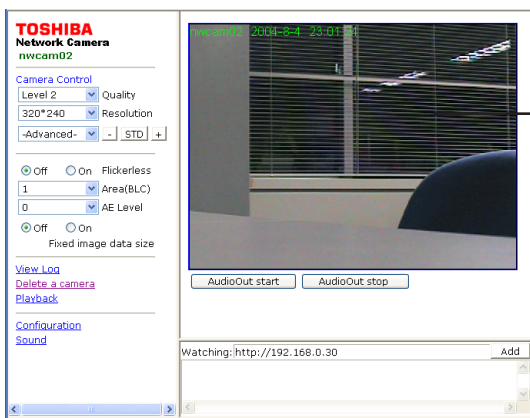 TOSHIBA
Network Camera
nwcam02
Camera Control
Level 2 Quality
320*240 Resolution
-Advanced- - STD +
Off On Flickerless
1 Area(BLC)
0 AE Level
Off On
Fixed image data size
View Log
Delete a camera
Playback
Configuration
Sound
nwcam02 2004-8-4 23:01:
AudioOut start AudioOut stop
Watching: http://192.168.0.30 Add